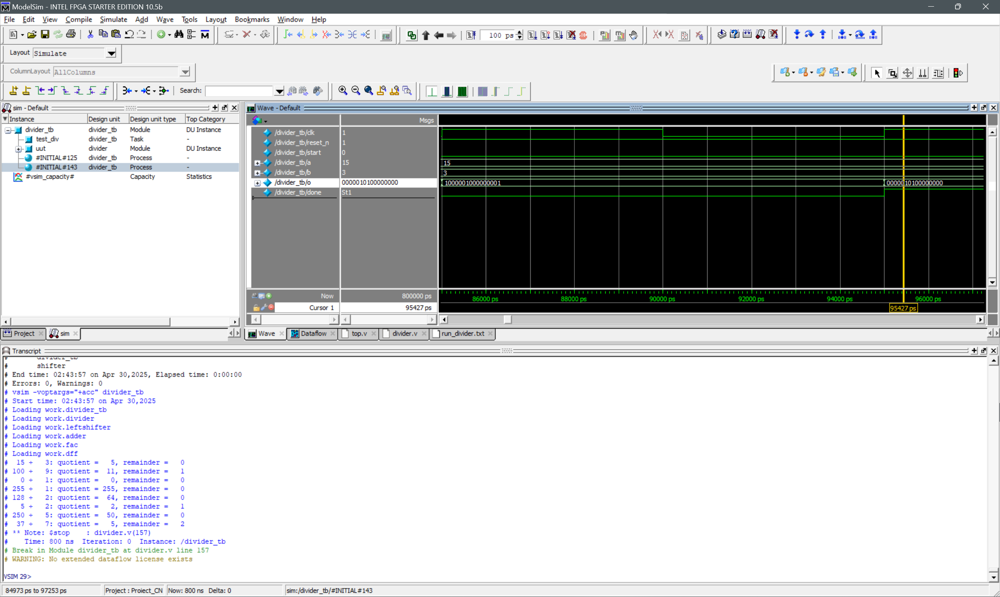 ModelSim - INTEL FPGA STARTER EDITION 10.5b
File Edit View Compile Simulate Add Wave Tools Layout Bookmarks Window Help
100 ps
Layout Simulate
ColumnLayout AllColumns
Search:
sim - Default
Instance Design unit Design unit type Top Category
divider_tb divider_tb Module DU Instance
test_div divider_tb Task -
uut divider Module DU Instance
#INITIAL#125 divider_tb Process -
#INITIAL#143 divider_tb Process -
#vsim_capacity# Capacity Statistics
Project sim
Wave - Default
Msgs
/divider_tb/clk 1
/divider_tb/reset_n 1
/divider_tb/start 0
/divider_tb/a 15 15
/divider_tb/b 3 3
/divider_tb/o 0000010100000000 1000001000000001 0000010100000000
/divider_tb/done St1
Now 800000 ps 86000 ps 88000 ps 90000 ps 92000 ps 94000 ps 96000 ps
Cursor 1 95427 ps 95427 ps
Wave Dataflow top.v divider.v run_divider.txt
Transcript
# divider_tb
# shifter
# End time: 02:43:57 on Apr 30,2025, Elapsed time: 0:00:00
# Errors: 0, Warnings: 0
# vsim -voptargs="+acc" divider_tb
# Start time: 02:43:57 on Apr 30,2025
# Loading work.divider_tb
# Loading work.divider
# Loading work.leftshifter
# Loading work.adder
# Loading work.fac
# Loading work.dff
#  15 ÷   3: quotient =   5, remainder =   0
# 100 ÷   9: quotient =  11, remainder =   1
#   0 ÷   1: quotient =   0, remainder =   0
# 255 ÷   1: quotient = 255, remainder =   0
# 128 ÷   2: quotient =  64, remainder =   0
#   5 ÷   2: quotient =   2, remainder =   1
# 250 ÷   5: quotient =  50, remainder =   0
#  37 ÷   7: quotient =   5, remainder =   2
# ** Note: $stop    : divider.v(157)
#    Time: 800 ns  Iteration: 0  Instance: /divider_tb
# Break in Module divider_tb at divider.v line 157
# WARNING: No extended dataflow license exists
VSIM 29>
84973 ps to 97253 ps Project : Project_CN Now: 800 ns Delta: 0 sim:/divider_tb/#INITIAL#143